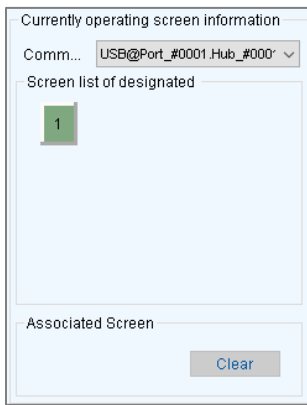 Currently operating screen information
Comm... USB@Port_#0001.Hub_#000
Screen list of designated
1
Associated Screen
Clear